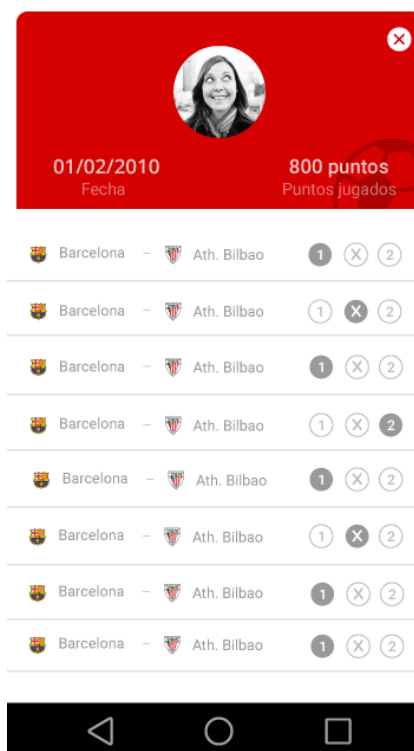 01/02/2010 800 puntos
Fecha Puntos jugados
Barcelona – Ath. Bilbao 1 X 2
Barcelona – Ath. Bilbao 1 X 2
Barcelona – Ath. Bilbao 1 X 2
Barcelona – Ath. Bilbao 1 X 2
Barcelona – Ath. Bilbao 1 X 2
Barcelona – Ath. Bilbao 1 X 2
Barcelona – Ath. Bilbao 1 X 2
Barcelona – Ath. Bilbao 1 X 2